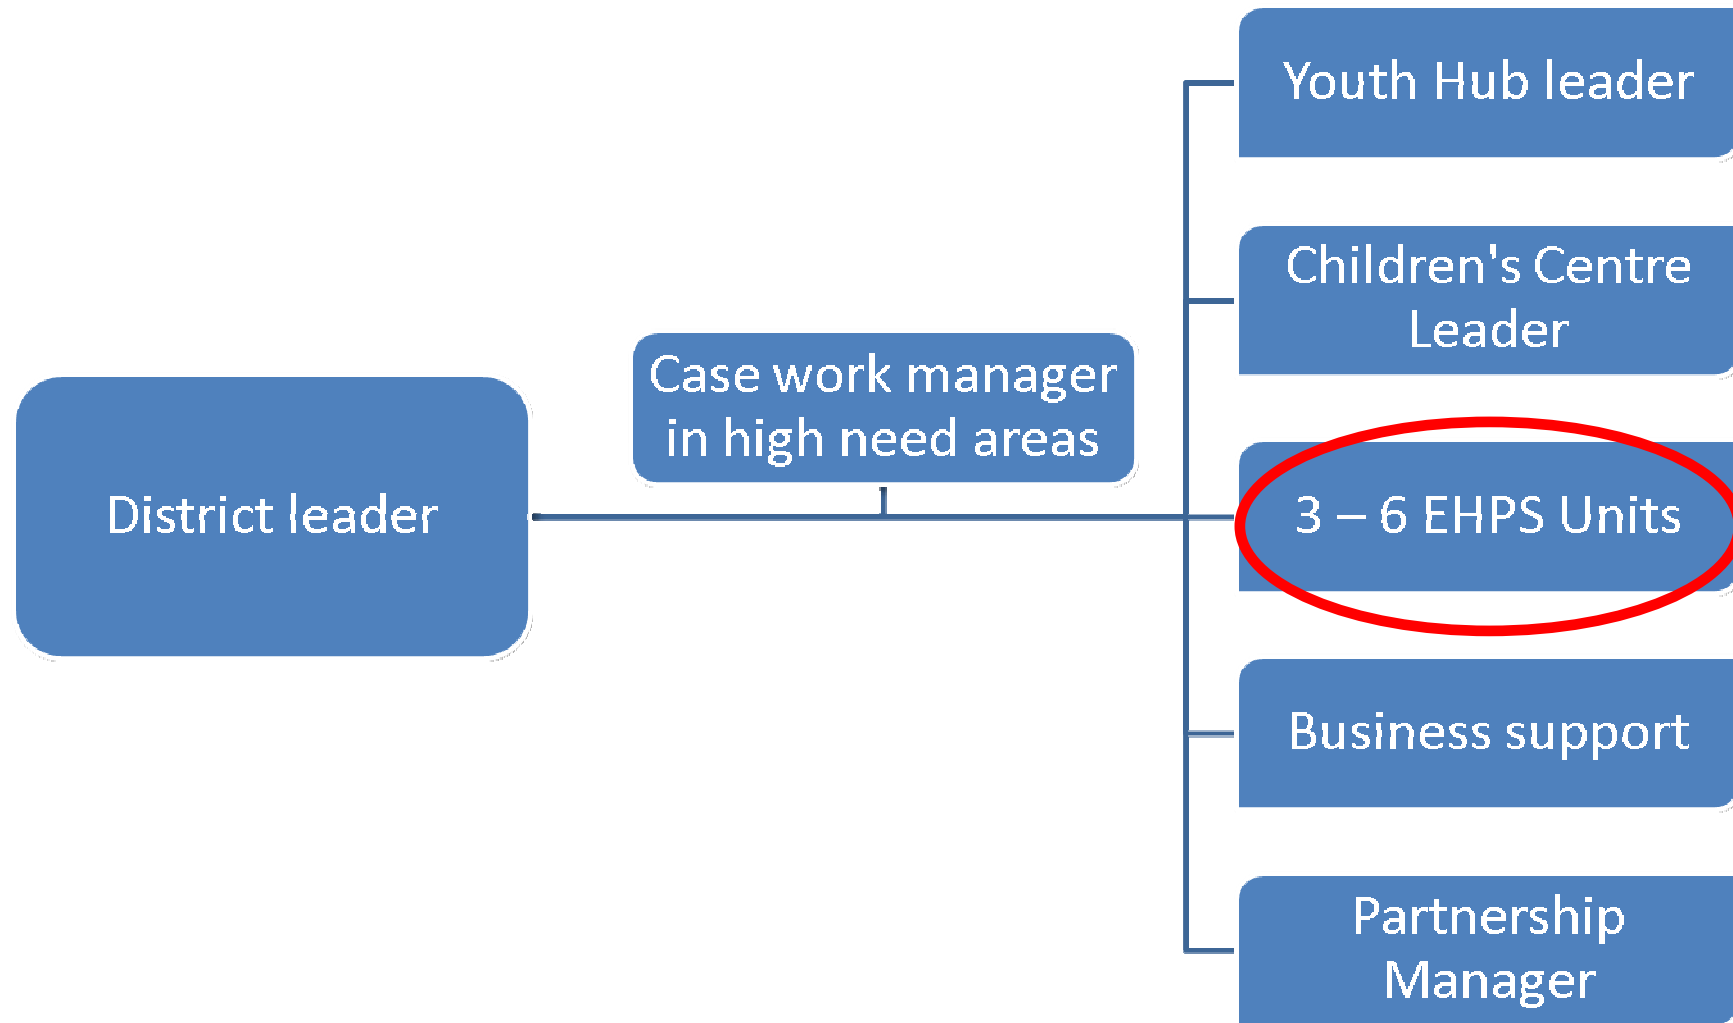 District leader
Case work manager
in high need areas
Youth Hub leader
Children's Centre
Leader
3 – 6 EHPS Units
Business support
Partnership
Manager